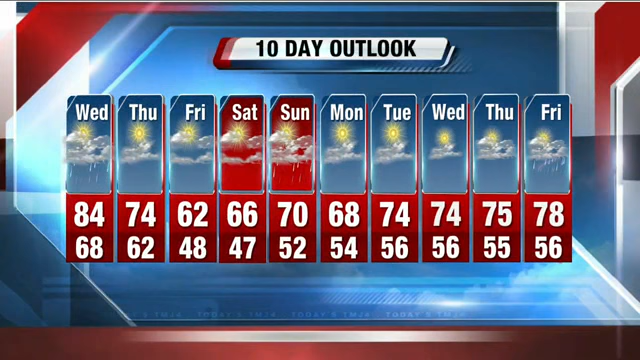 10 DAY OUTLOOK
Wed Thu Fri Sat Sun Mon Tue Wed Thu Fri
84 74 62 66 70 68 74 74 75 78
68 62 48 47 52 54 56 56 55 56